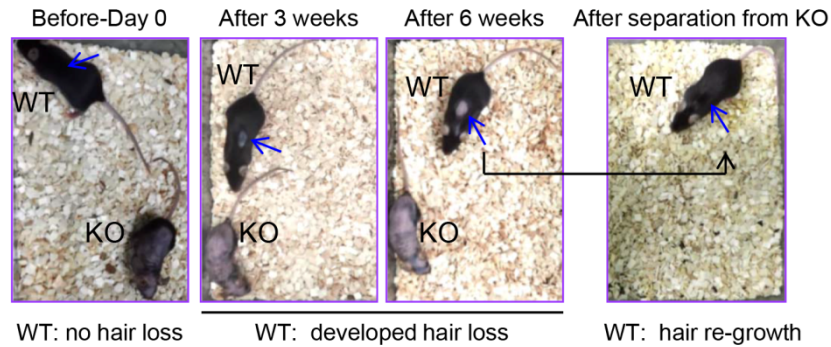 Before-Day 0
After 3 weeks
After 6 weeks
After separation from KO
WT
WT
WT
WT
KO
KO
KO
WT: no hair loss
WT: developed hair loss
WT: hair re-growth